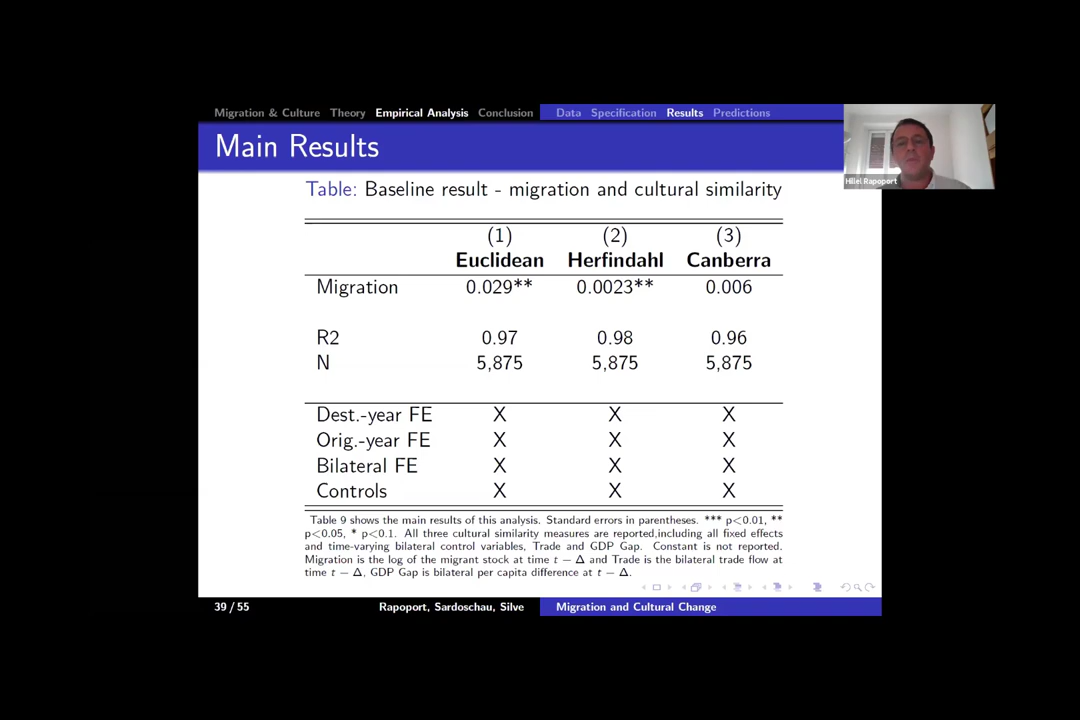 Migration & Culture Theory Empirical Analysis Conclusion Data Specification Results Predictions
Main Results
Hilel Rapoport
Table: Baseline result - migration and cultural similarity
(1) (2) (3)
Euclidean Herfindahl Canberra
Migration 0.029** 0.0023** 0.006
R2 0.97 0.98 0.96
N 5,875 5,875 5,875
Dest.-year FE X X X
Orig.-year FE X X X
Bilateral FE X X X
Controls X X X
Table 9 shows the main results of this analysis. Standard errors in parentheses. *** p<0.01, **
p<0.05, * p<0.1. All three cultural similarity measures are reported,including all fixed effects
and time-varying bilateral control variables, Trade and GDP Gap. Constant is not reported.
Migration is the log of the migrant stock at time t − Δ and Trade is the bilateral trade flow at
time t − Δ, GDP Gap is bilateral per capita difference at t − Δ.
39 / 55 Rapoport, Sardoschau, Silve Migration and Cultural Change